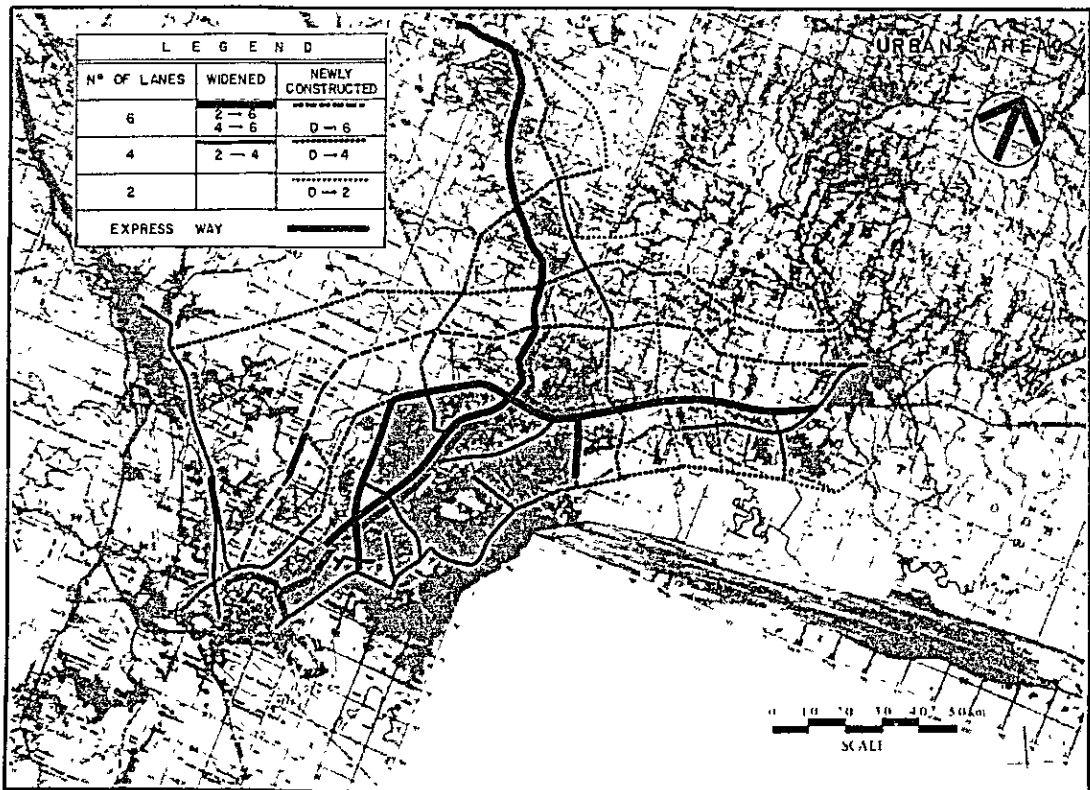 LEGEND
Nº OF LANES WIDENED NEWLY CONSTRUCTED
6 2 → 6 0 → 6
4 → 6
4 2 → 4 0 → 4
2 0 → 2
EXPRESS WAY
URBAN AREA
0 10 20 30 40 50km
SCALE